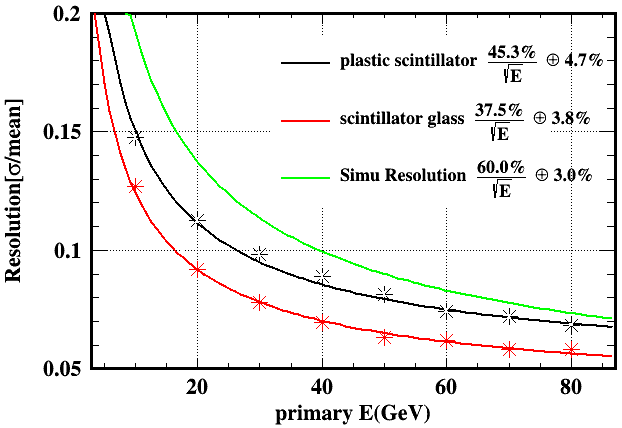 0.2
0.15
0.1
0.05
Resolution[σ/mean]
plastic scintillator 45.3%/√E ⊕ 4.7%
scintillator glass 37.5%/√E ⊕ 3.8%
Simu Resolution 60.0%/√E ⊕ 3.0%
20 40 60 80
primary E(GeV)